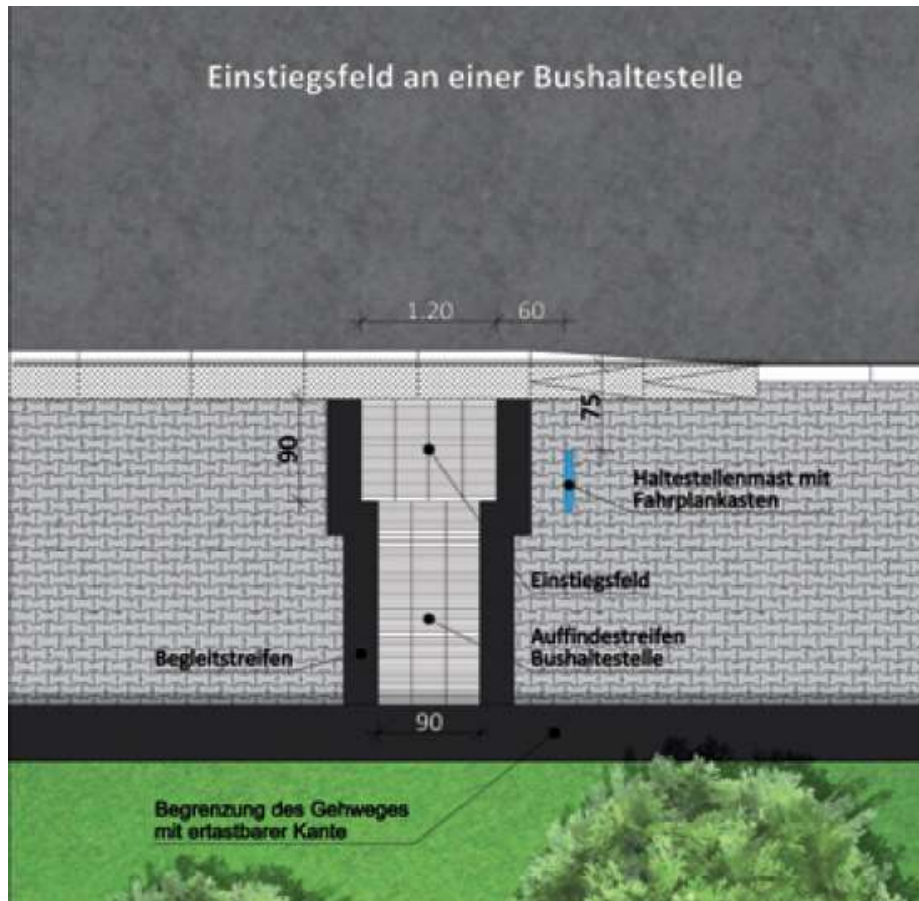 Einstiegsfeld an einer Bushaltestelle
1.20
60
75
90
Haltestellenmast mit
Fahrplankasten
Einstiegsfeld
Auffindestreifen
Bushaltestelle
Begleitstreifen
90
Begrenzung des Gehweges
mit ertastbarer Kante